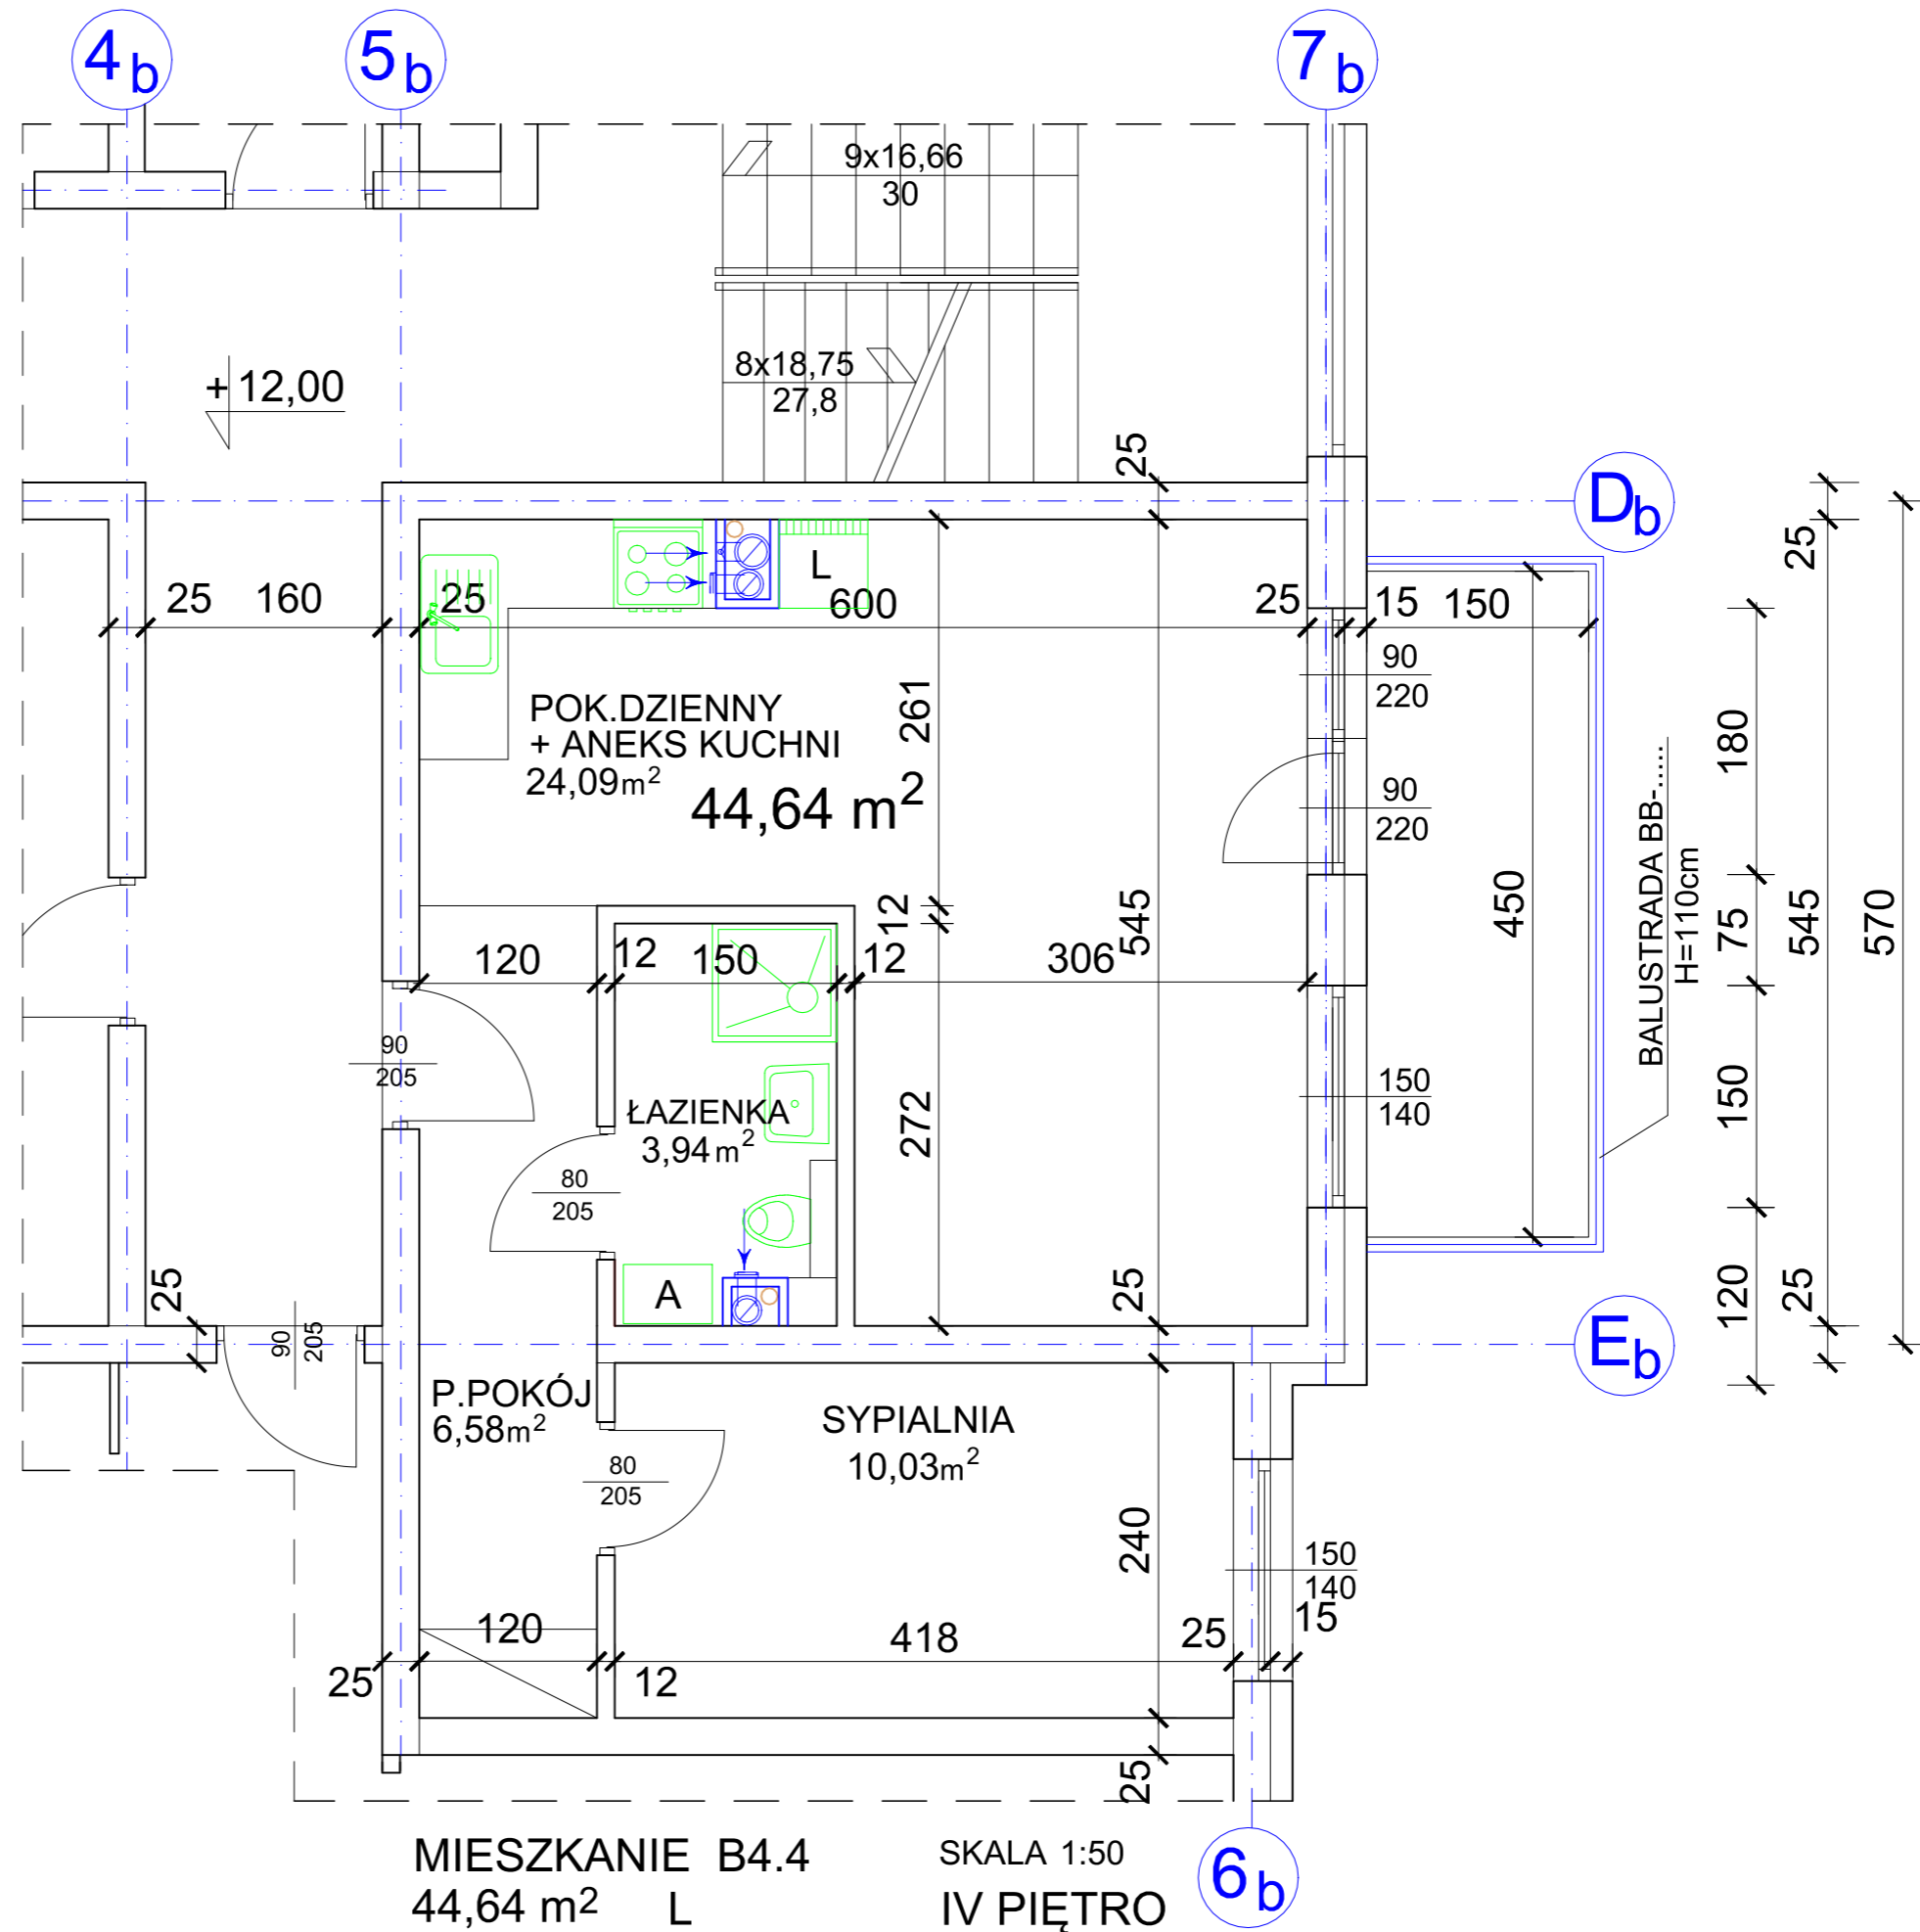 4b
5b
7b
9x16,66
30
8x18,75
27,8
+12,00
25
Db
25
25
160
25
L
600
25
15
150
90
220
POK.DZIENNY
+ ANEKS KUCHNI
24,09m²
44,64 m²
261
180
90
220
BALUSTRADA BB-.....
H=110cm
12
545
450
75
545
570
120
12
150
12
306
90
205
ŁAZIENKA
3,94m²
272
150
140
150
80
205
25
A
25
120
25
90
205
Eb
P.POKÓJ
6,58m²
SYPIALNIA
10,03m²
80
205
240
150
140
15
120
418
25
25
12
25
MIESZKANIE B4.4
44,64 m² L
SKALA 1:50
IV PIĘTRO
6b